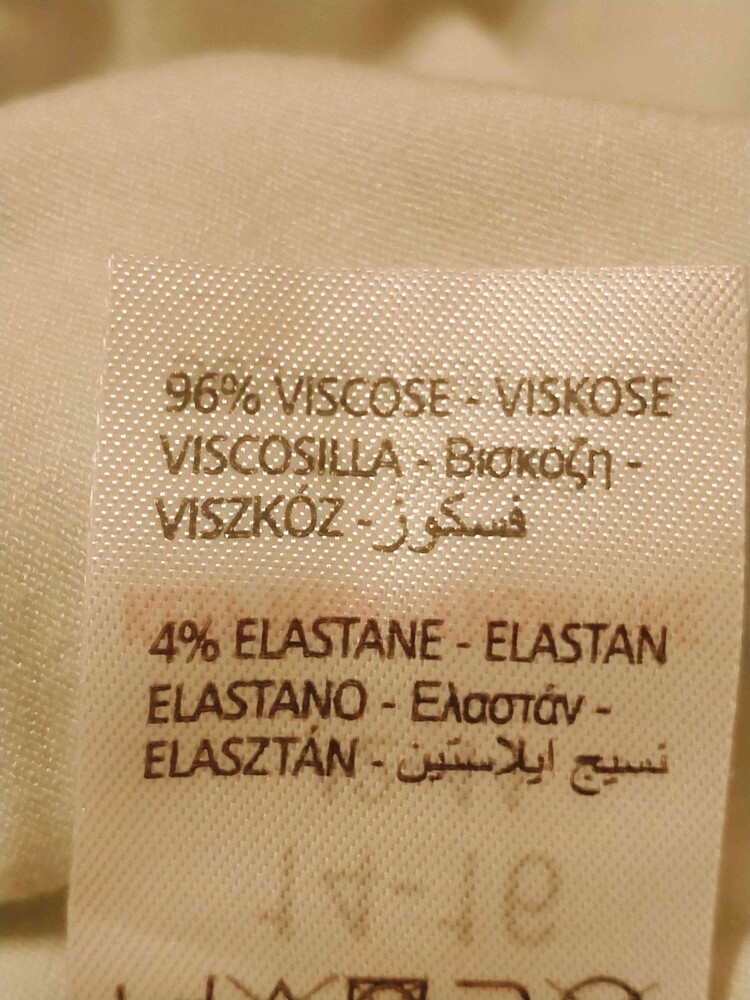 96% VISCOSE - VISKOSE
VISCOSILLA - Βισκόζη -
VISZKÓZ - فسكوز
4% ELASTANE - ELASTAN
ELASTANO - Ελαστάν -
ELASZTÁN - نسيج ايلاستين